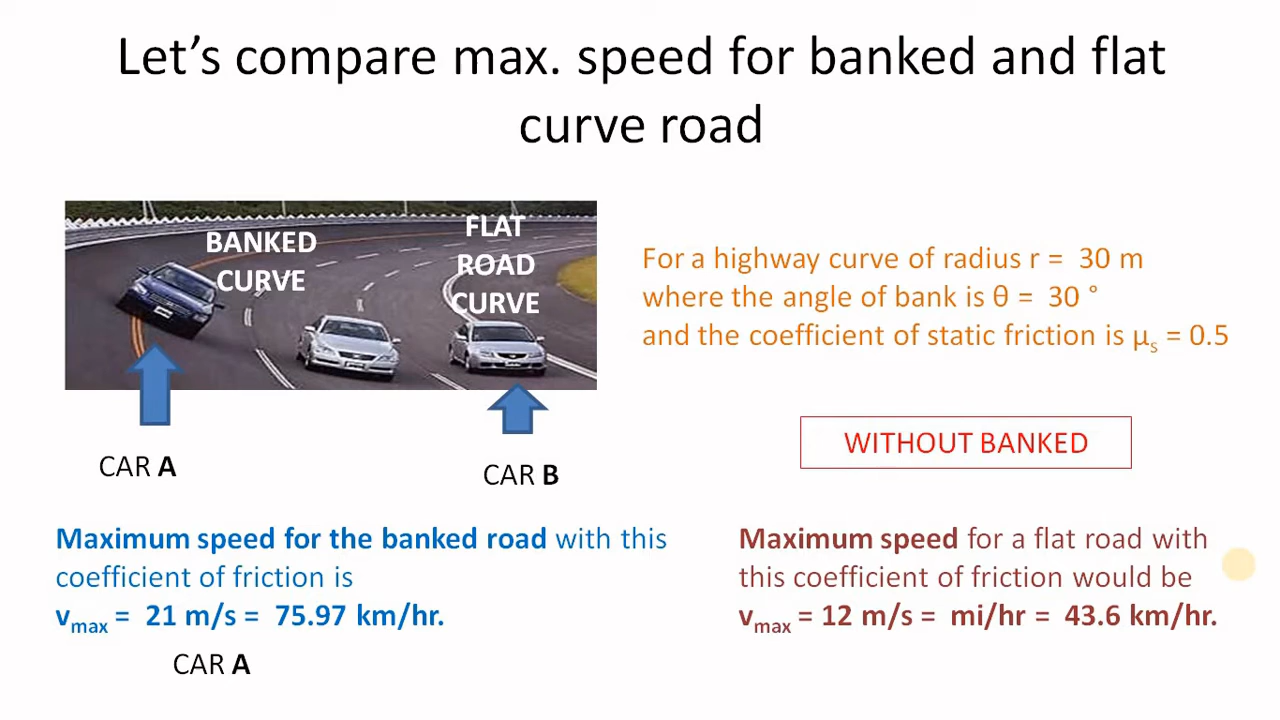 Let's compare max. speed for banked and flat
curve road
BANKED
CURVE
FLAT
ROAD
CURVE
CAR A
CAR B
For a highway curve of radius r = 30 m
where the angle of bank is θ = 30 °
and the coefficient of static friction is μs = 0.5
WITHOUT BANKED
Maximum speed for the banked road with this
coefficient of friction is
vmax = 21 m/s = 75.97 km/hr.
CAR A
Maximum speed for a flat road with
this coefficient of friction would be
vmax = 12 m/s = mi/hr = 43.6 km/hr.